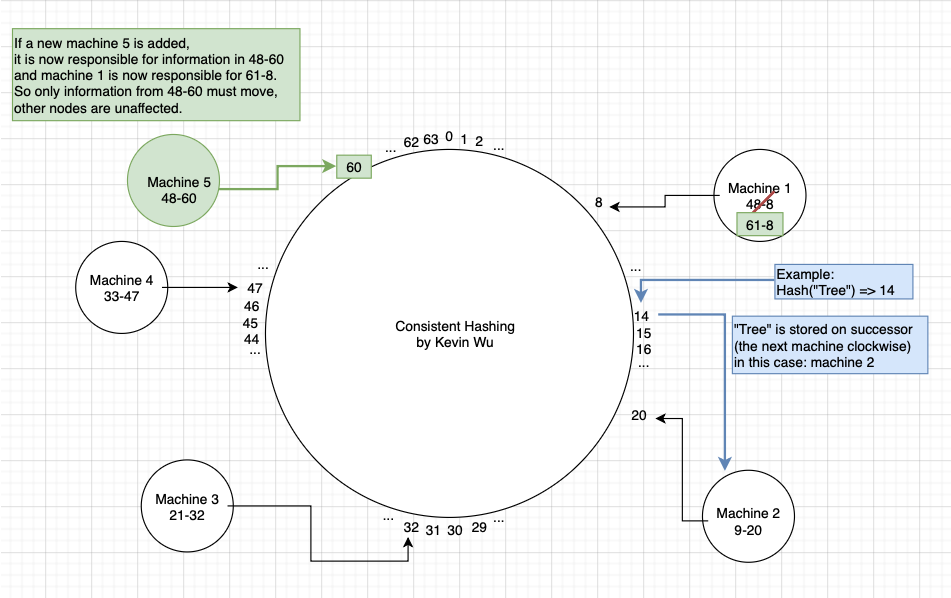 If a new machine 5 is added,
it is now responsible for information in 48-60
and machine 1 is now responsible for 61-8.
So only information from 48-60 must move,
other nodes are unaffected.
... 62 63 0 1 2 ...
60
Machine 5
48-60
Machine 1
48-8
61-8
8
...
Example:
Hash("Tree") => 14
Machine 4
33-47
...
47
46
45
44
...
14
15
16
...
"Tree" is stored on successor
(the next machine clockwise)
in this case: machine 2
Consistent Hashing
by Kevin Wu
20
Machine 3
21-32
Machine 2
9-20
... 32 31 30 29 ...